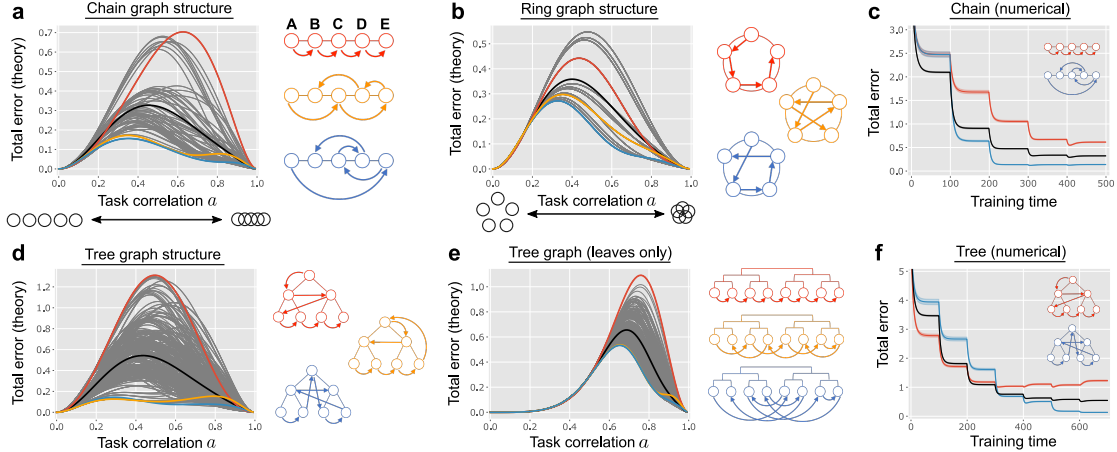 a
Chain graph structure
Total error (theory)
0.7
0.6
0.5
0.4
0.3
0.2
0.1
0.0
0.0 0.2 0.4 0.6 0.8 1.0
Task correlation a
A B C D E
b
Ring graph structure
Total error (theory)
0.5
0.4
0.3
0.2
0.1
0.0
0.0 0.2 0.4 0.6 0.8 1.0
Task correlation a
c
Chain (numerical)
Total error
3.0
2.5
2.0
1.5
1.0
0.5
0.0
0 100 200 300 400 500
Training time
d
Tree graph structure
Total error (theory)
1.2
1.0
0.8
0.6
0.4
0.2
0.0
0.0 0.2 0.4 0.6 0.8 1.0
Task correlation a
e
Tree graph (leaves only)
Total error (theory)
1.0
0.8
0.6
0.4
0.2
0.0
0.0 0.2 0.4 0.6 0.8 1.0
Task correlation a
f
Tree (numerical)
Total error
5
4
3
2
1
0
0 200 400 600
Training time